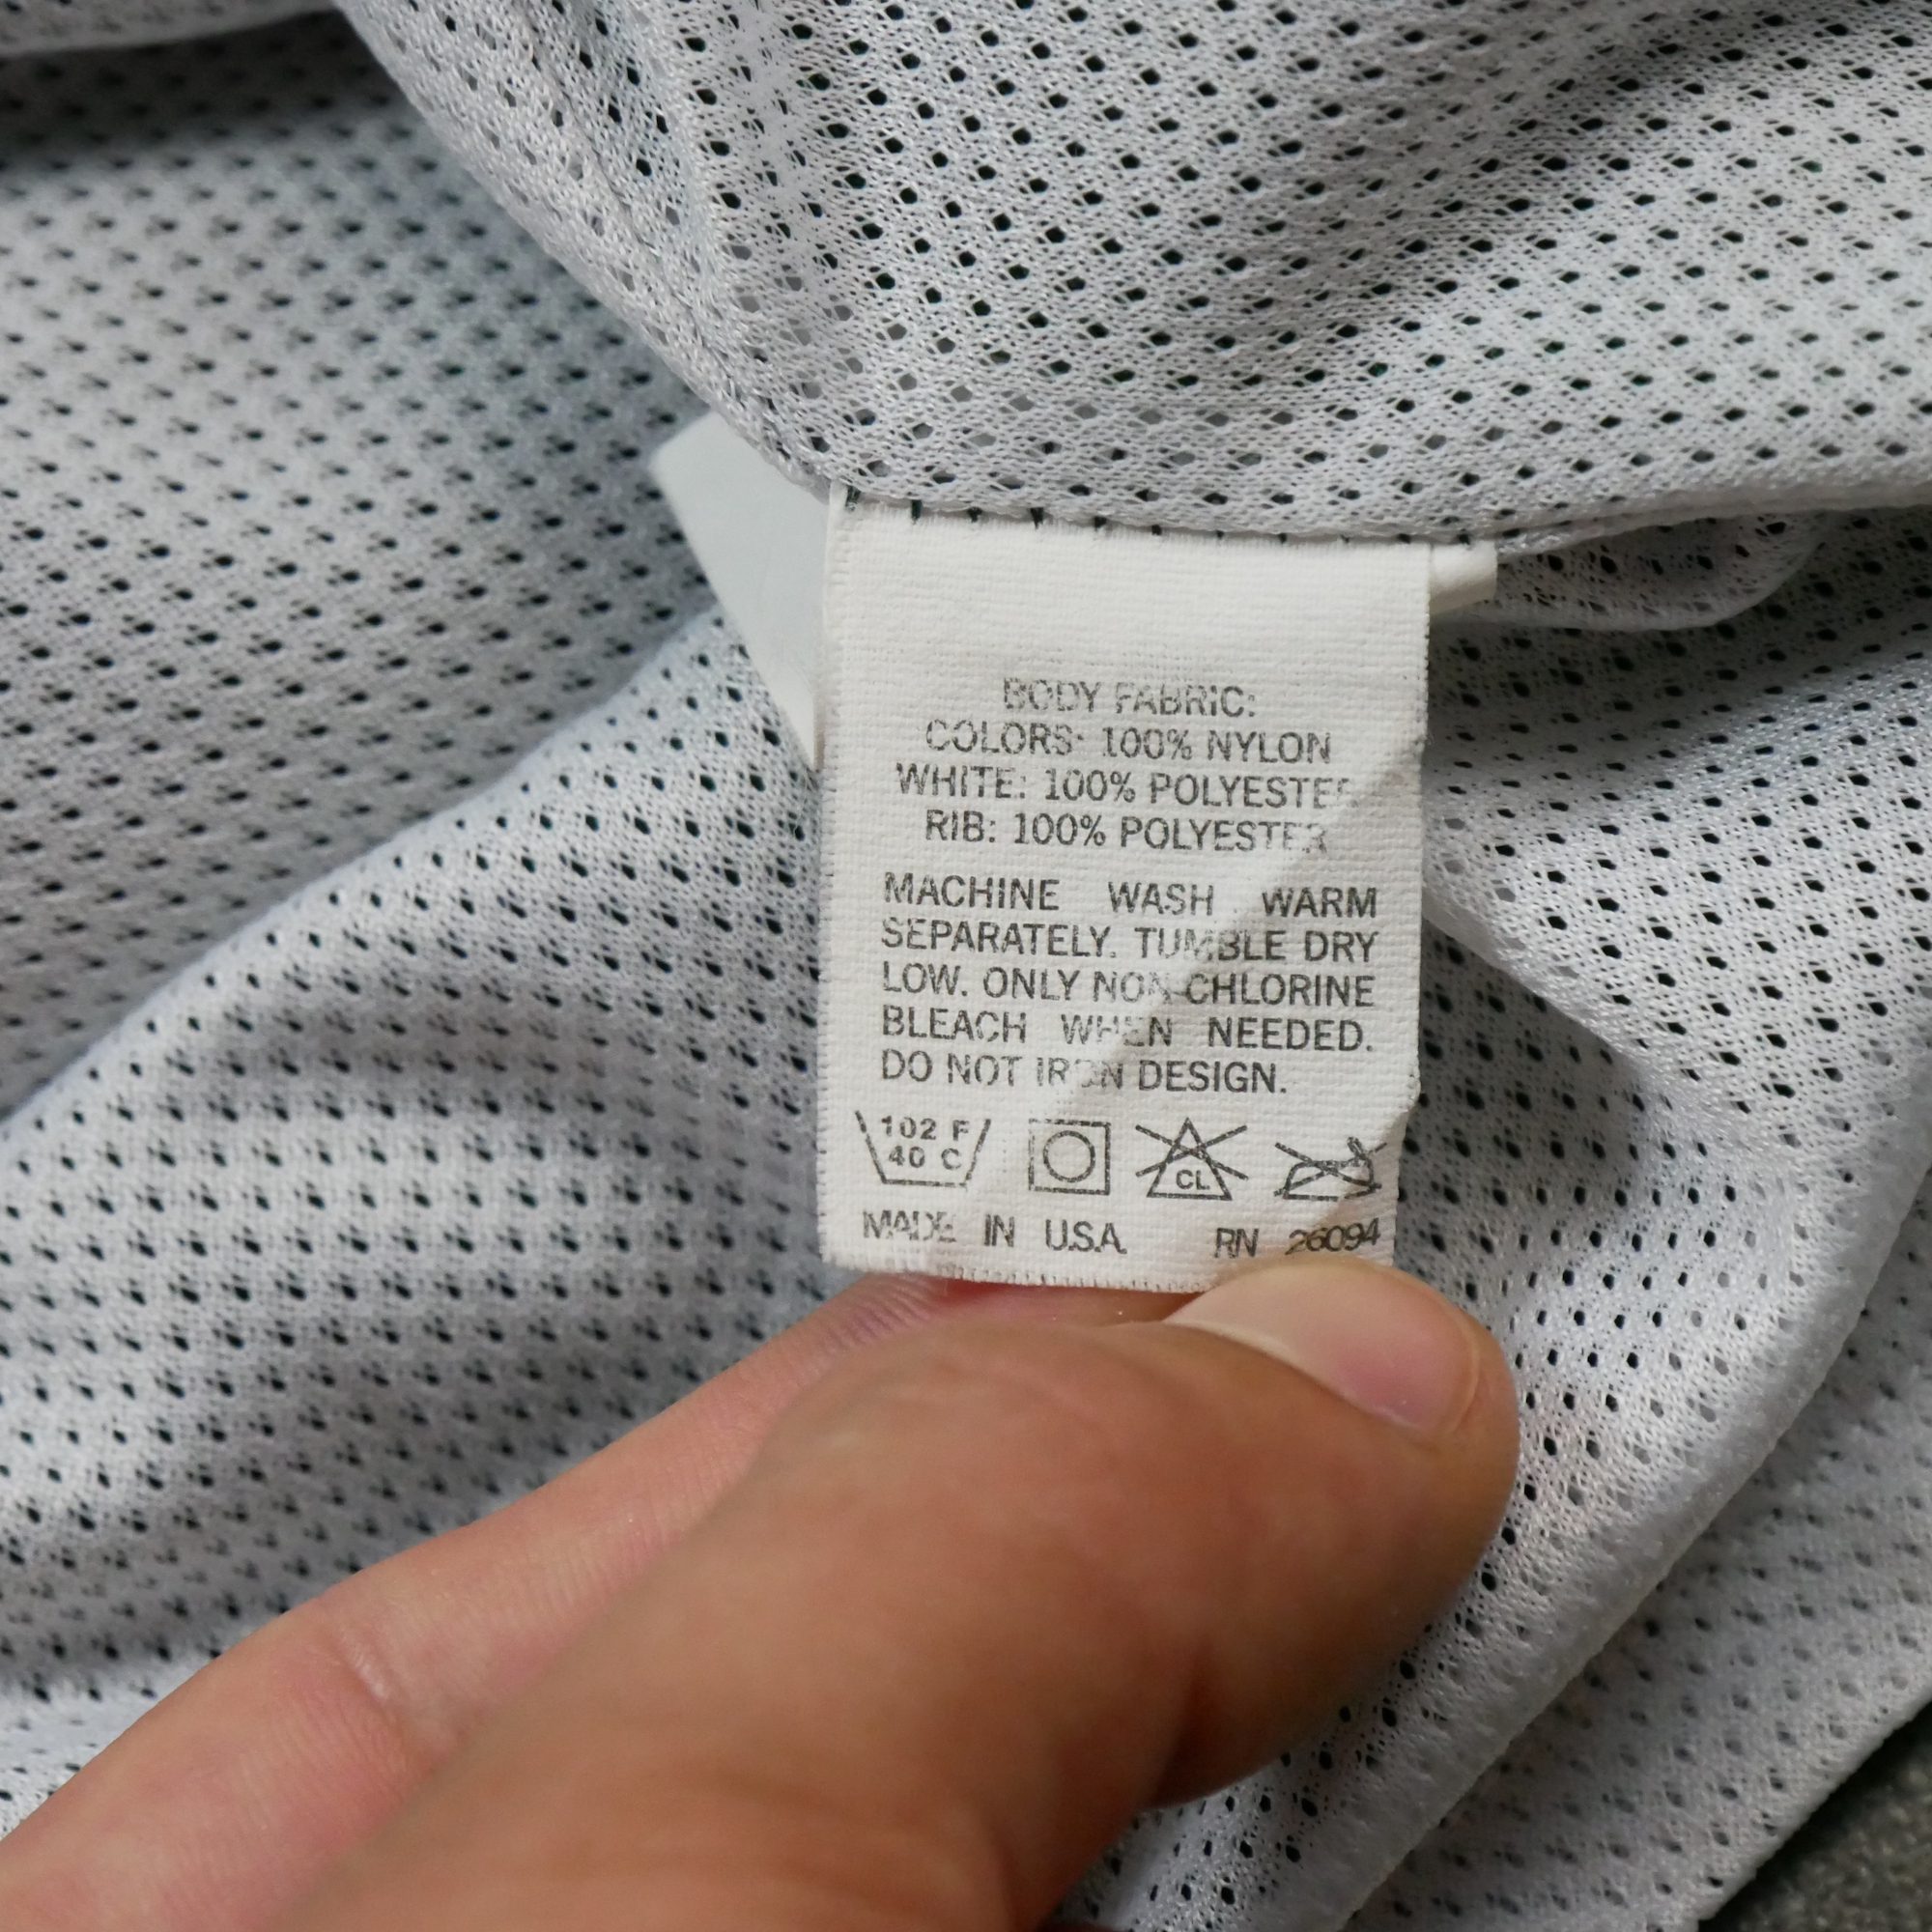 BODY FABRIC:
COLORS: 100% NYLON
WHITE: 100% POLYESTER
RIB: 100% POLYESTER
MACHINE WASH WARM
SEPARATELY. TUMBLE DRY
LOW. ONLY NON-CHLORINE
BLEACH WHEN NEEDED.
DO NOT IRON DESIGN.
102 F
40 C
CL
MADE IN U.S.A. RN 26094